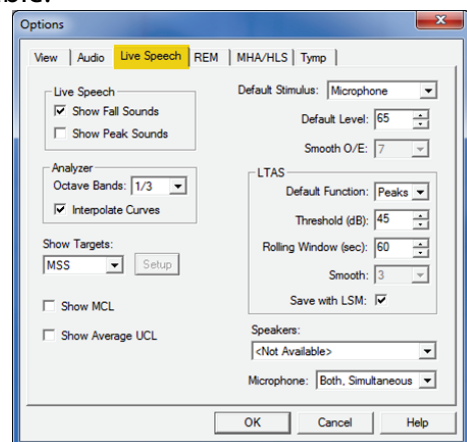 Options
View Audio Live Speech REM MHA/HLS Tymp
Live Speech
Show Fall Sounds
Show Peak Sounds
Analyzer
Octave Bands: 1/3
Interpolate Curves
Show Targets:
MSS Setup
Show MCL
Show Average UCL
Default Stimulus: Microphone
Default Level: 65
Smooth O/E: 7
LTAS
Default Function: Peaks
Threshold (dB): 45
Rolling Window (sec): 60
Smooth: 3
Save with LSM:
Speakers:
<Not Available>
Microphone: Both, Simultaneous
OK Cancel Help